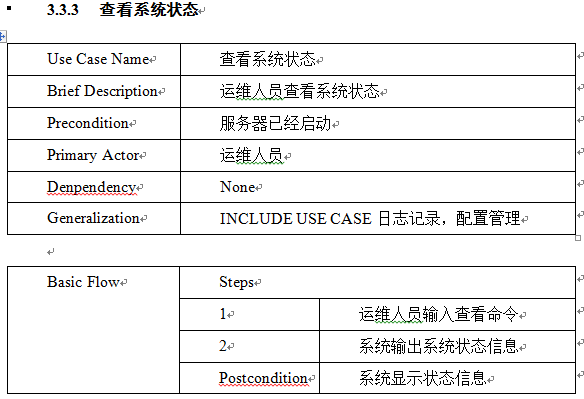 3.3.3 查看系统状态
Use Case Name 查看系统状态
Brief Description 运维人员查看系统状态
Precondition 服务器已经启动
Primary Actor 运维人员
Denpendency None
Generalization INCLUDE USE CASE 日志记录，配置管理
Basic Flow Steps
1 运维人员输入查看命令
2 系统输出系统状态信息
Postcondition 系统显示状态信息